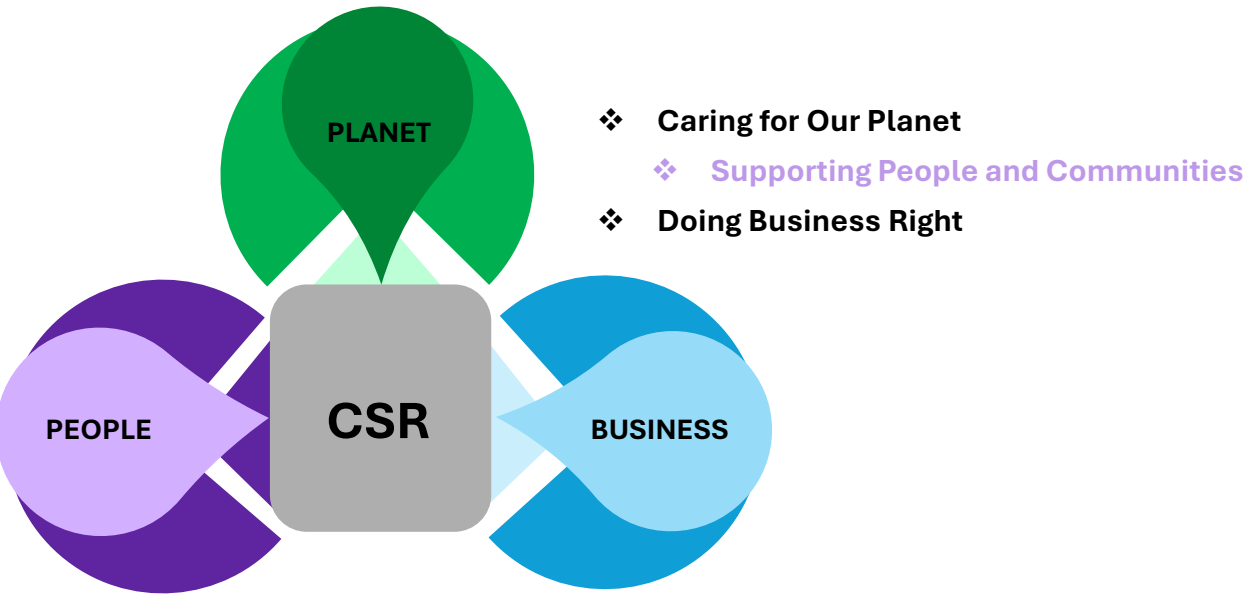 PLANET
❖ Caring for Our Planet
❖ Supporting People and Communities
❖ Doing Business Right
PEOPLE
CSR
BUSINESS